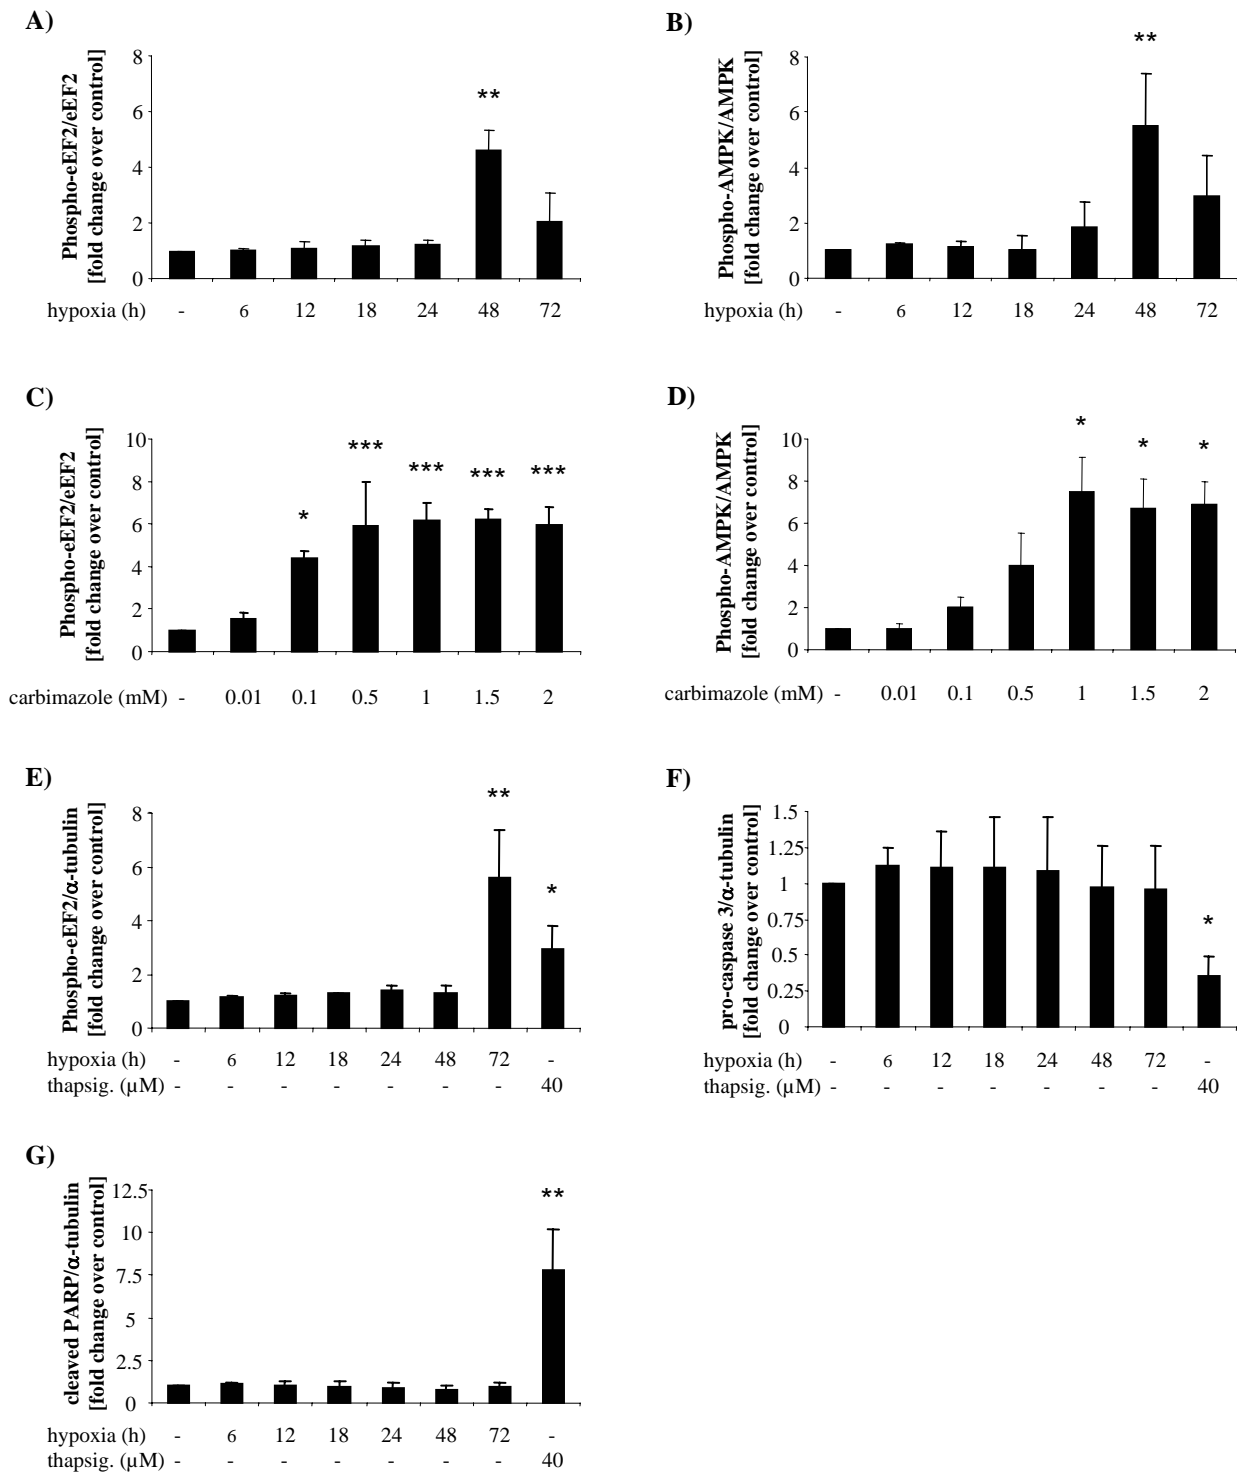 A)
Phospho-eEF2/eEF2
[fold change over control]
8
6
4
2
0
**
hypoxia (h) - 6 12 18 24 48 72
B)
Phospho-AMPK/AMPK
[fold change over control]
8
6
4
2
0
**
hypoxia (h) - 6 12 18 24 48 72
C)
Phospho-eEF2/eEF2
[fold change over control]
10
8
6
4
2
0
* *** *** *** ***
carbimazole (mM) - 0.01 0.1 0.5 1 1.5 2
D)
Phospho-AMPK/AMPK
[fold change over control]
10
8
6
4
2
0
* * *
carbimazole (mM) - 0.01 0.1 0.5 1 1.5 2
E)
Phospho-eEF2/α-tubulin
[fold change over control]
8
6
4
2
0
** *
hypoxia (h) - 6 12 18 24 48 72 -
thapsig. (µM) - - - - - - - 40
F)
pro-caspase 3/α-tubulin
[fold change over control]
1.5
1.25
1
0.75
0.5
0.25
0
*
hypoxia (h) - 6 12 18 24 48 72 -
thapsig. (µM) - - - - - - - 40
G)
cleaved PARP/α-tubulin
[fold change over control]
12.5
10
7.5
5
2.5
0
**
hypoxia (h) - 6 12 18 24 48 72 -
thapsig. (µM) - - - - - - - 40